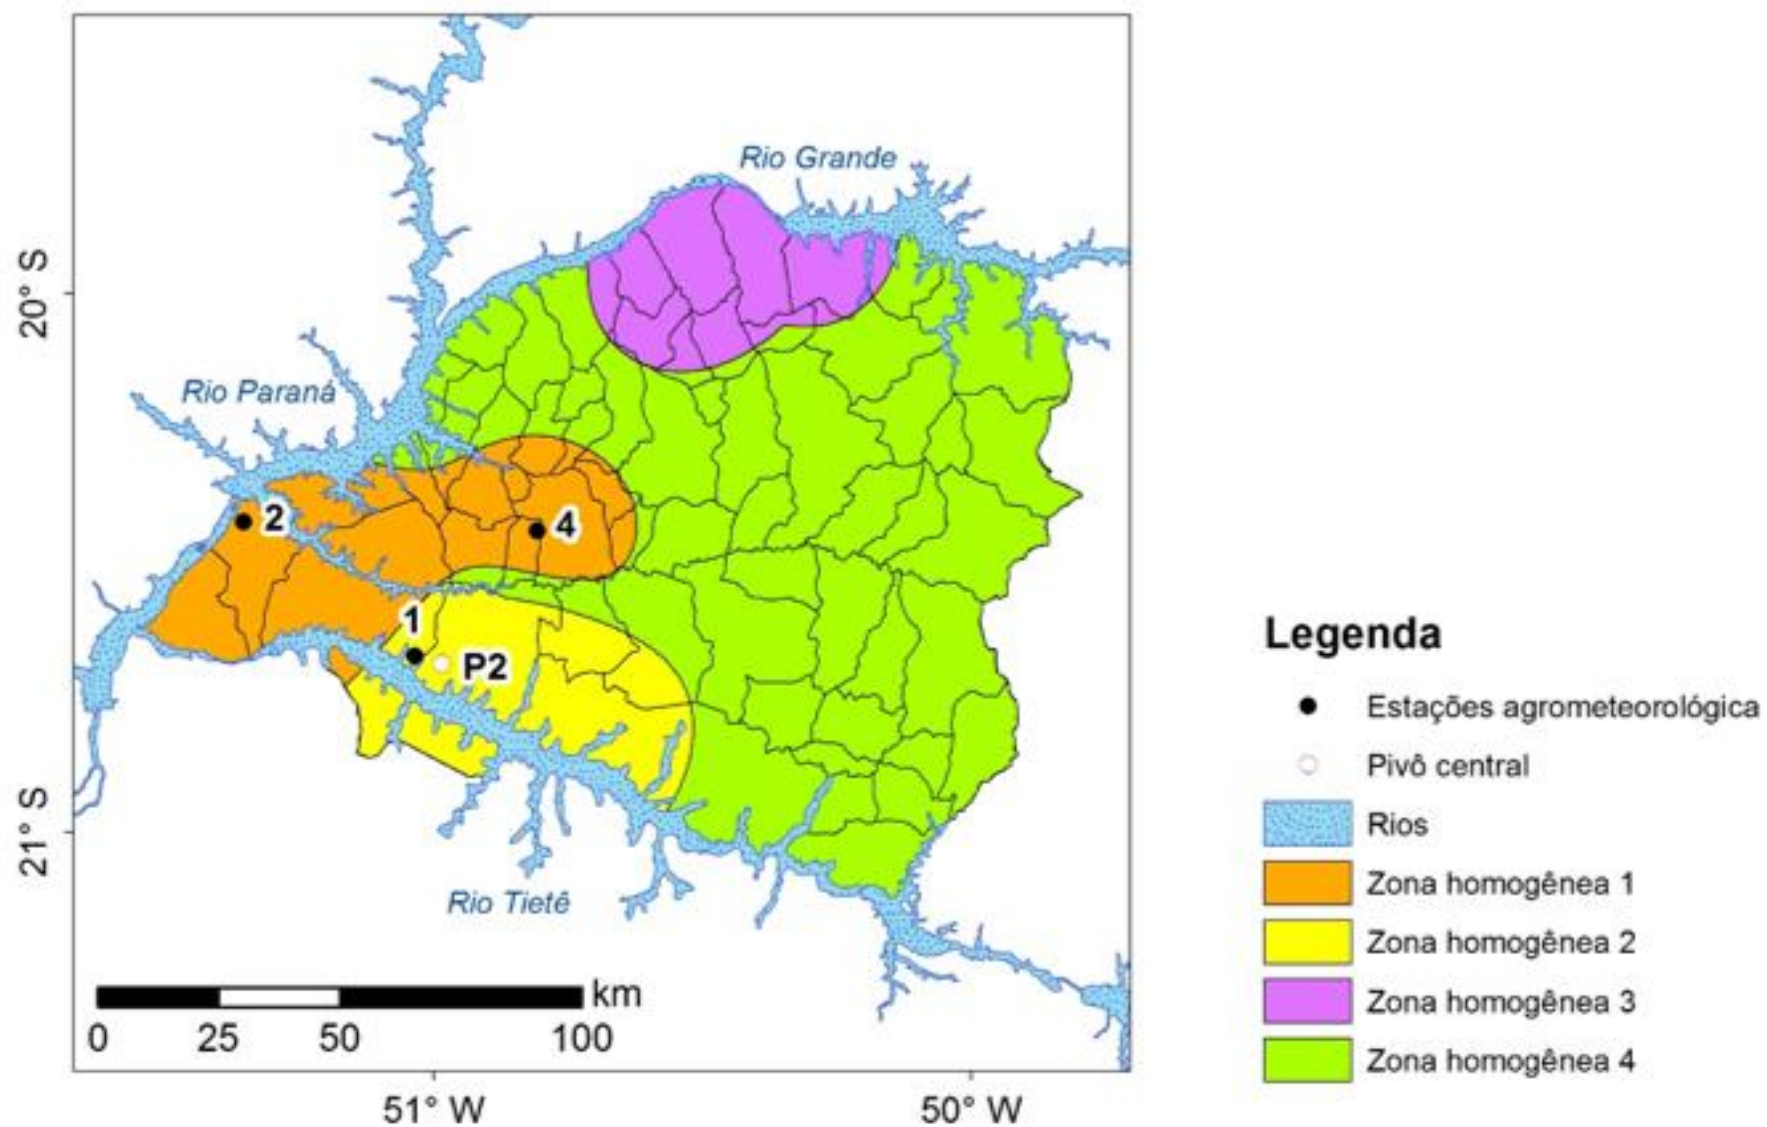 Rio Grande
20° S
Rio Paraná
2
4
1
P2
21° S
Rio Tietê
km
0 25 50 100
51° W 50° W
Legenda
Estações agrometeorológica
Pivô central
Rios
Zona homogênea 1
Zona homogênea 2
Zona homogênea 3
Zona homogênea 4